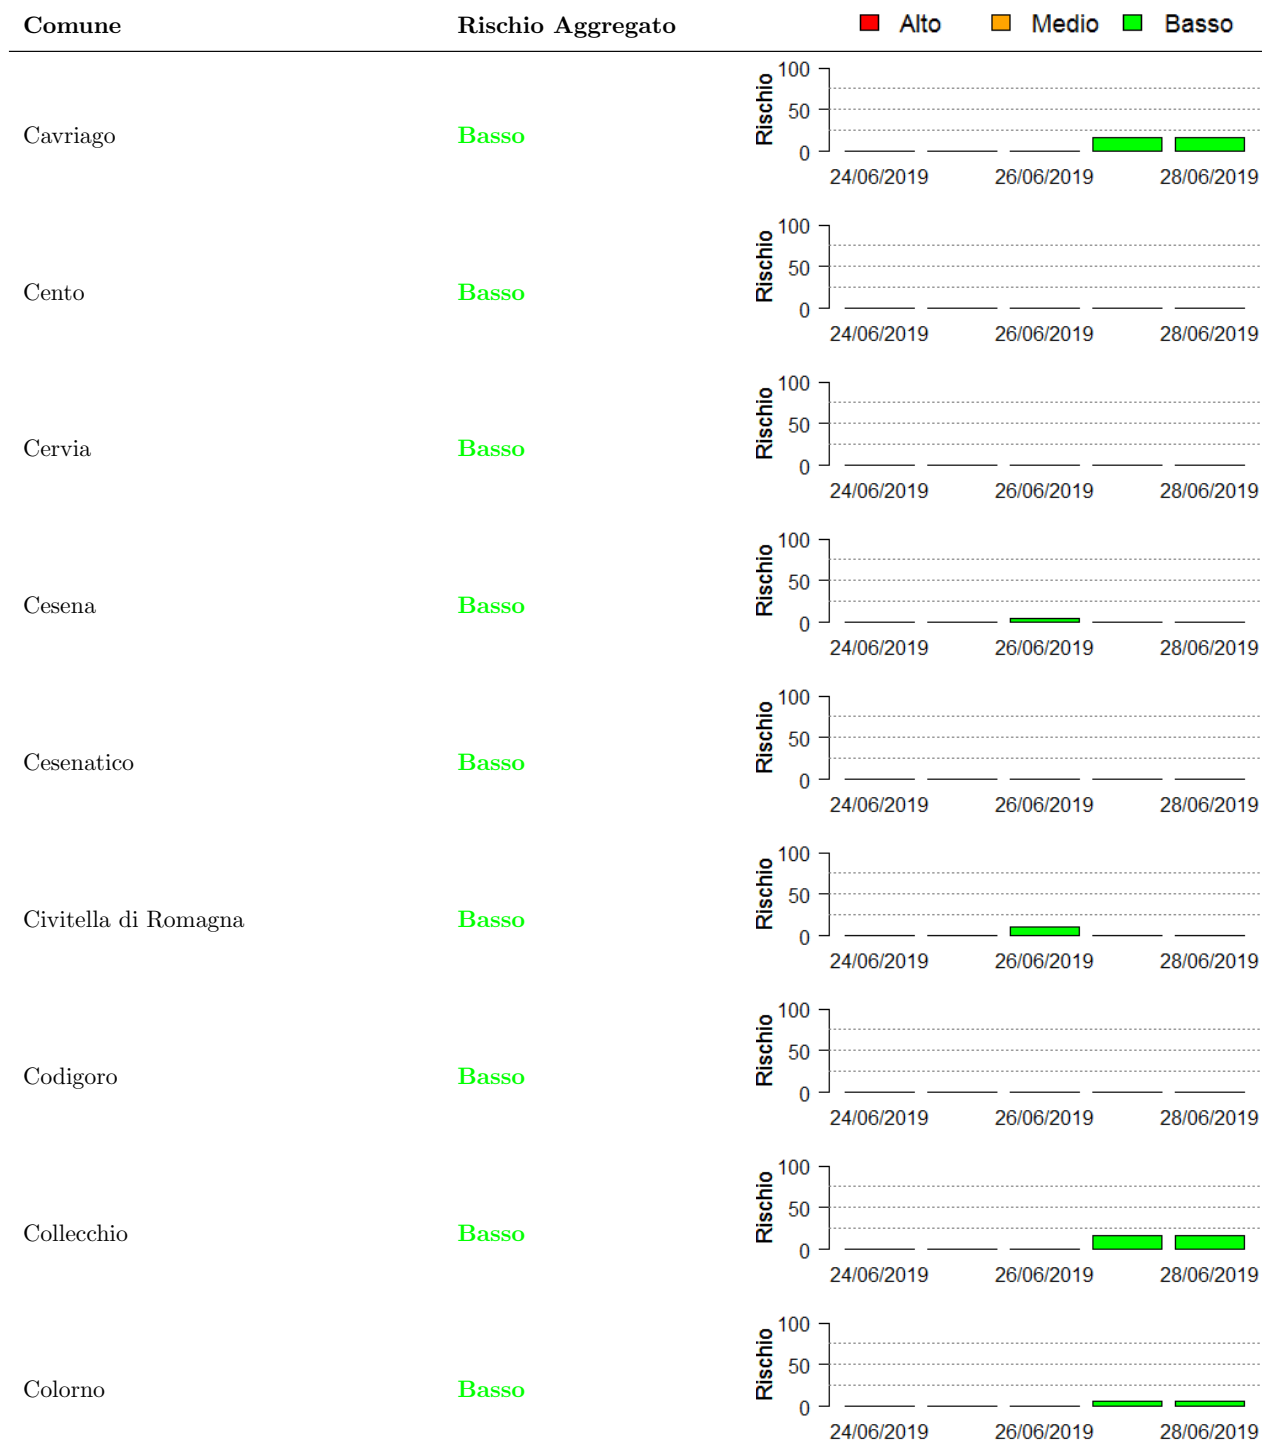 Comune Rischio Aggregato Alto Medio Basso
100
50
0
Rischio
Cavriago Basso
24/06/2019 26/06/2019 28/06/2019
100
50
0
Rischio
Cento Basso
24/06/2019 26/06/2019 28/06/2019
100
50
0
Rischio
Cervia Basso
24/06/2019 26/06/2019 28/06/2019
100
50
0
Rischio
Cesena Basso
24/06/2019 26/06/2019 28/06/2019
100
50
0
Rischio
Cesenatico Basso
24/06/2019 26/06/2019 28/06/2019
100
50
0
Rischio
Civitella di Romagna Basso
24/06/2019 26/06/2019 28/06/2019
100
50
0
Rischio
Codigoro Basso
24/06/2019 26/06/2019 28/06/2019
100
50
0
Rischio
Collecchio Basso
24/06/2019 26/06/2019 28/06/2019
100
50
0
Rischio
Colorno Basso
24/06/2019 26/06/2019 28/06/2019